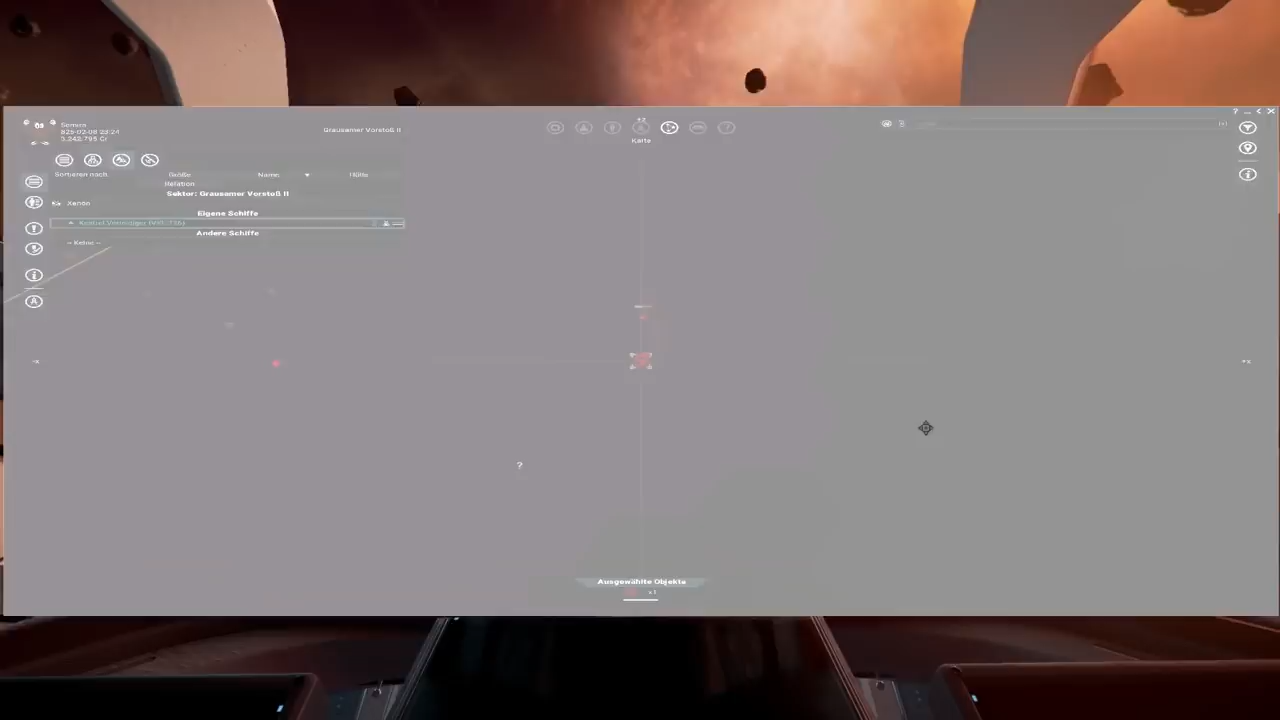 Grausamer Vorstoß II
Karte
Sortieren nach
Größe
Name
Hülle
Relation
Sektor: Grausamer Vorstoß II
Xenon
Eigene Schiffe
Andere Schiffe
-- Keine --
-x
+x
?
Ausgewählte Objekte
x1